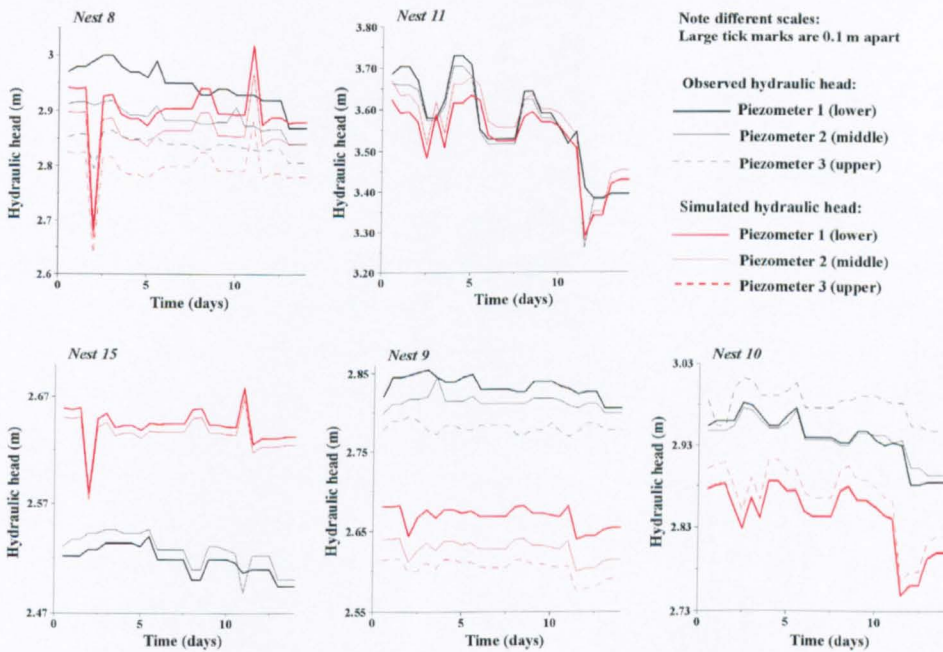 Nest 8
Hydraulic head (m)
3
2.9
2.8
2.7
2.6
0
5
10
Time (days)
Nest 11
Hydraulic head (m)
3.80
3.70
3.60
3.50
3.40
3.30
3.20
0
5
10
Time (days)
Note different scales:
Large tick marks are 0.1 m apart
Observed hydraulic head:
Piezometer 1 (lower)
Piezometer 2 (middle)
Piezometer 3 (upper)
Simulated hydraulic head:
Piezometer 1 (lower)
Piezometer 2 (middle)
Piezometer 3 (upper)
Nest 15
Hydraulic head (m)
2.67
2.57
2.47
0
5
10
Time (days)
Nest 9
Hydraulic head (m)
2.85
2.75
2.65
2.55
0
5
10
Time (days)
Nest 10
Hydraulic head (m)
3.03
2.93
2.83
2.73
0
5
10
Time (days)